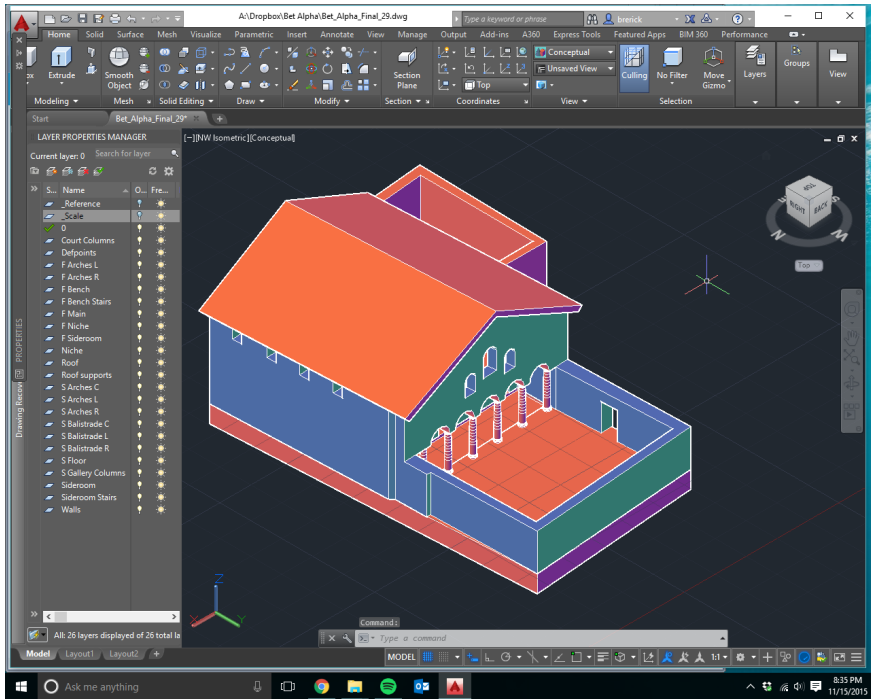 A:\Dropbox\Bet Alpha\Bet_Alpha_Final_29.dwg
Type a keyword or phrase
brerick
Home Solid Surface Mesh Visualize Parametric Insert Annotate View Manage Output Add-ins A360 Express Tools Featured Apps BIM 360 Performance
Extrude
Smooth Object
Section Plane
Top
Conceptual
Unsaved View
Culling
No Filter
Move Gizmo
Layers
Groups
View
Modeling Mesh Solid Editing Draw Modify Section Coordinates View Selection
Start Bet_Alpha_Final_29*
LAYER PROPERTIES MANAGER
Current layer: 0 Search for layer
S... Name O... Fre...
_Reference
_Scale
0
Court Columns
Defpoints
F Arches L
F Arches R
F Bench
F Bench Stairs
F Main
F Niche
F Sideroom
Niche
Roof
Roof supports
S Arches C
S Arches L
S Arches R
S Balistrade C
S Balistrade L
S Balistrade R
S Floor
S Gallery Columns
Sideroom
Sideroom Stairs
Walls
All: 26 layers displayed of 26 total la
PROPERTIES
Drawing Recov
[−][NW Isometric][Conceptual]
TOP
RIGHT
BACK
N
Top
Z
X
Y
Command:
Type a command
Model Layout1 Layout2 +
MODEL
1:1
Ask me anything
8:35 PM
11/15/2015